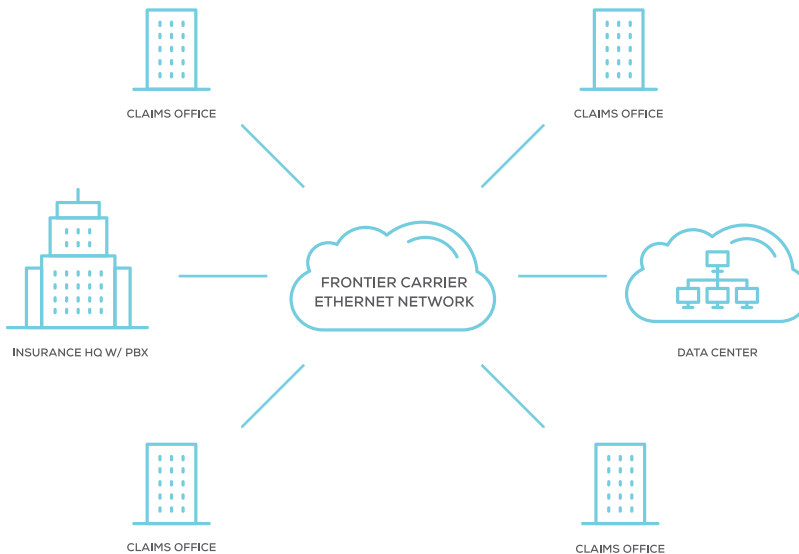 CLAIMS OFFICE
CLAIMS OFFICE
FRONTIER CARRIER
ETHERNET NETWORK
INSURANCE HQ W/ PBX
DATA CENTER
CLAIMS OFFICE
CLAIMS OFFICE